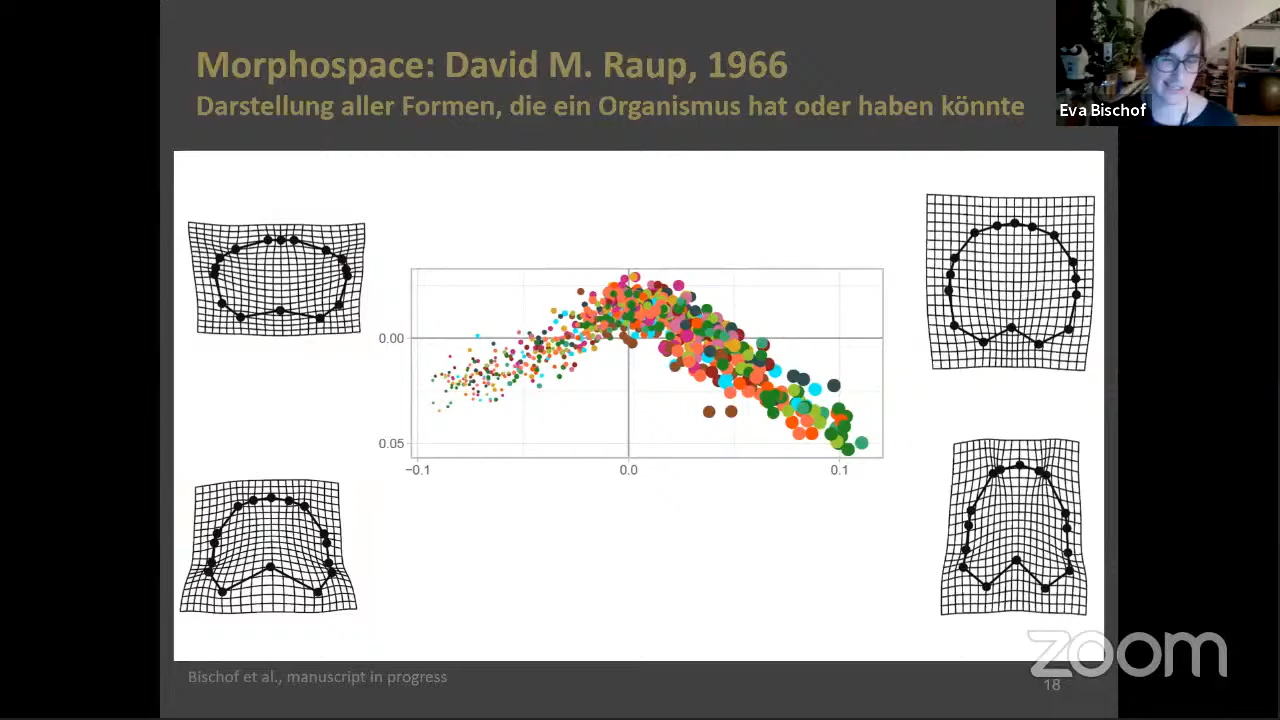 Morphospace: David M. Raup, 1966
Darstellung aller Formen, die ein Organismus hat oder haben könnte
Eva Bischof
0.00
0.05
−0.1
0.0
0.1
Bischof et al., manuscript in progress
zoom
18